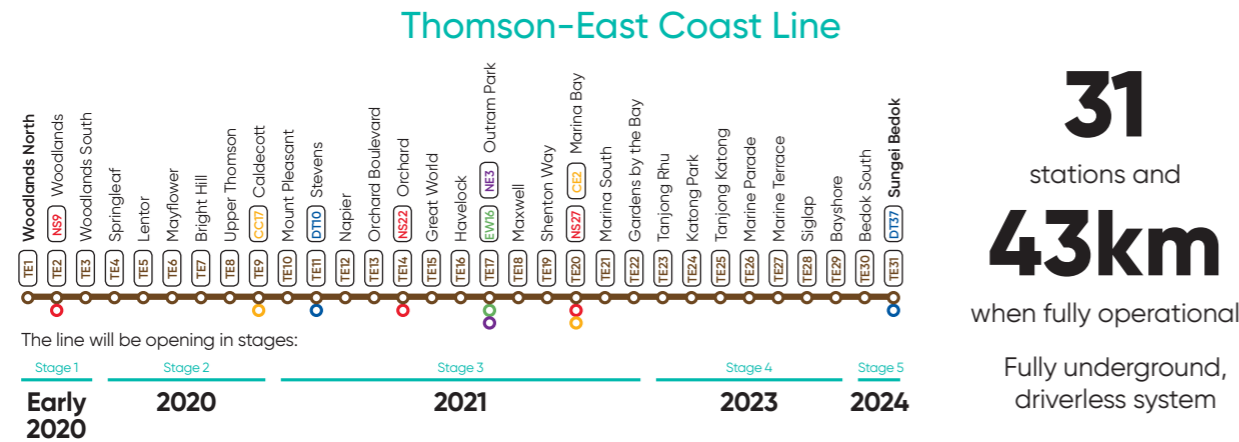 Thomson-East Coast Line
TE1 Woodlands North
TE2 NS9 Woodlands
TE3 Woodlands South
TE4 Springleaf
TE5 Lentor
TE6 Mayflower
TE7 Bright Hill
TE8 Upper Thomson
TE9 CC17 Caldecott
TE10 Mount Pleasant
TE11 DT10 Stevens
TE12 Napier
TE13 Orchard Boulevard
TE14 NS22 Orchard
TE15 Great World
TE16 Havelock
TE17 EW16 NE3 Outram Park
TE18 Maxwell
TE19 Shenton Way
TE20 NS27 CE2 Marina Bay
TE21 Marina South
TE22 Gardens by the Bay
TE23 Tanjong Rhu
TE24 Katong Park
TE25 Tanjong Katong
TE26 Marine Parade
TE27 Marine Terrace
TE28 Siglap
TE29 Bayshore
TE30 Bedok South
TE31 DT37 Sungei Bedok
The line will be opening in stages:
Stage 1
Early
2020
Stage 2
2020
Stage 3
2021
Stage 4
2023
Stage 5
2024
31
stations and
43km
when fully operational
Fully underground,
driverless system